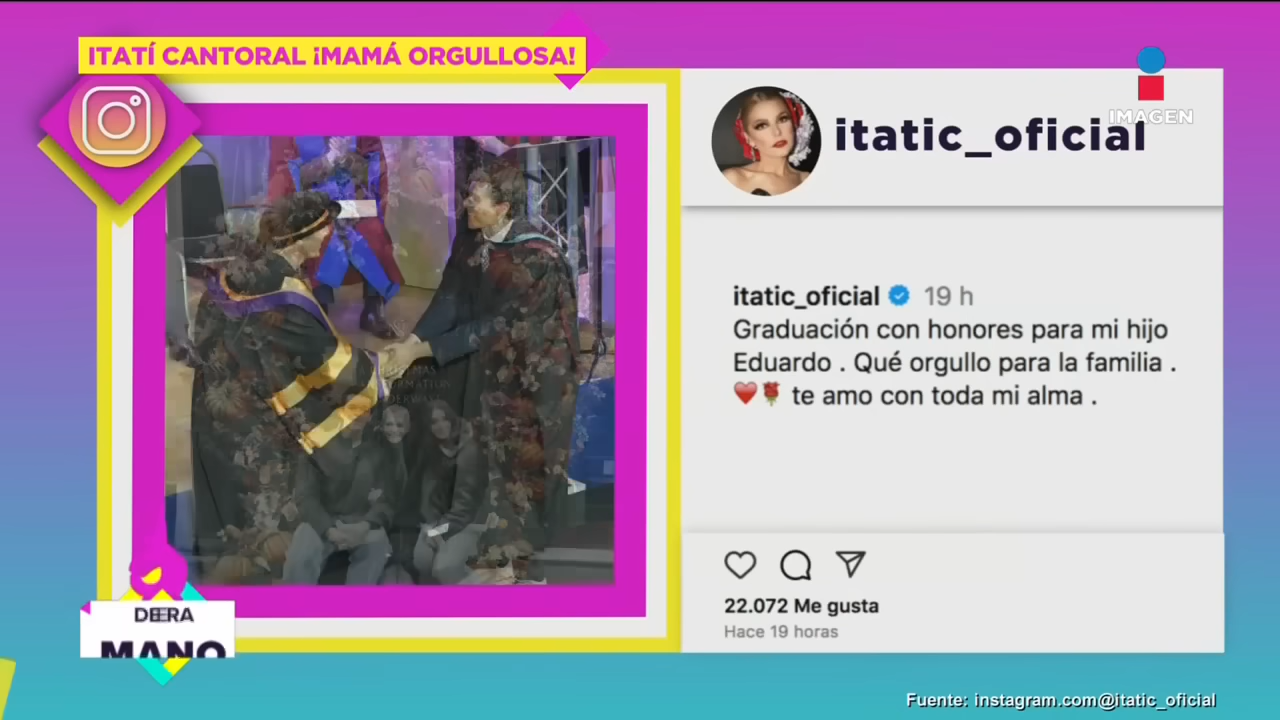 ITATÍ CANTORAL ¡MAMÁ ORGULLOSA!
IMAGEN
itatic_oficial
itatic_oficial 19 h
Graduación con honores para mi hijo
Eduardo . Qué orgullo para la familia .
❤️🌹 te amo con toda mi alma .
22.072 Me gusta
Hace 19 horas
MANO
Fuente: instagram.com@itatic_oficial